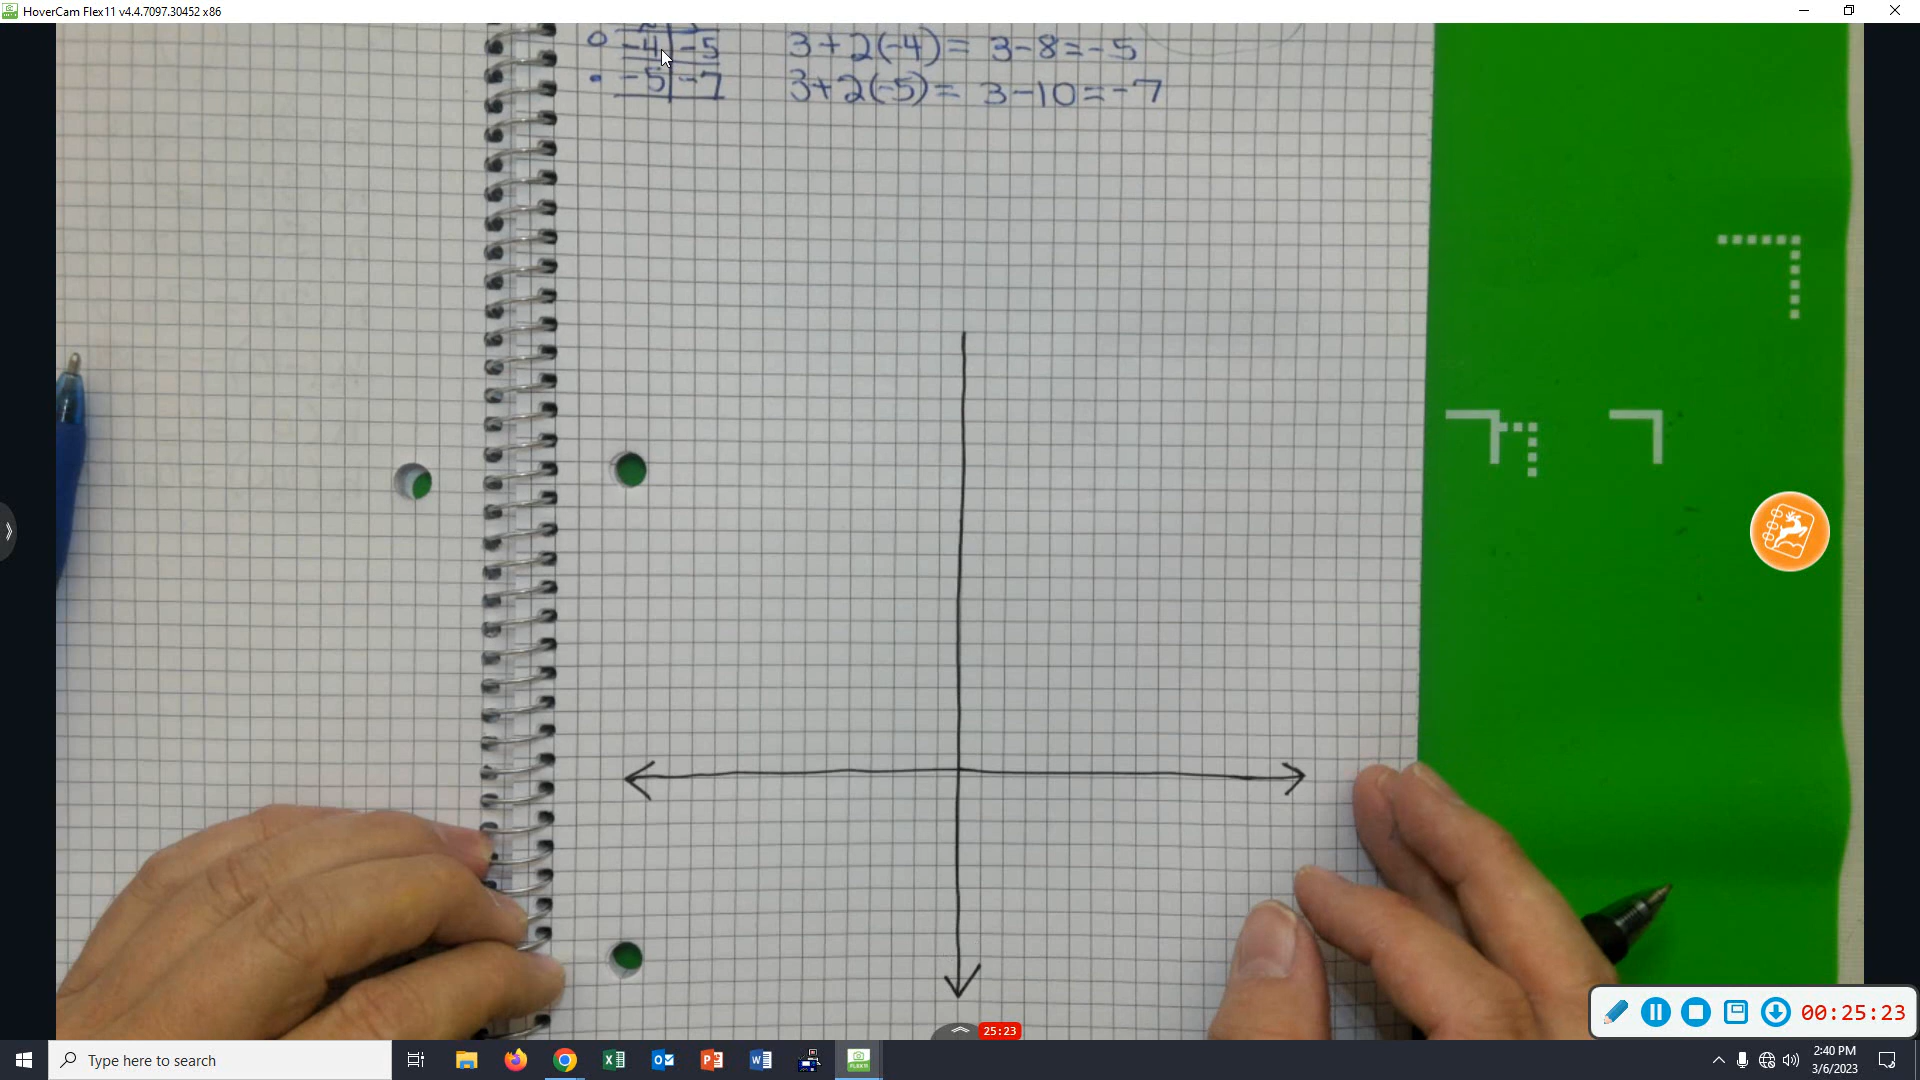 HoverCam Flex11 v4.4.7097.30452 x86
○ -4 | -5    3+2(-4)= 3-8=-5
• -5 | -7    3+2(-5)= 3-10=-7
25:23
00:25:23
Type here to search
2:40 PM
3/6/2023